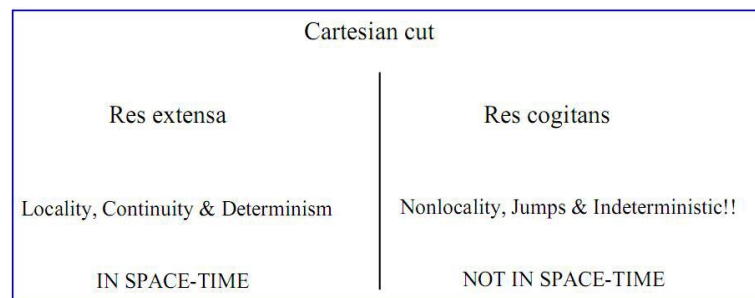 Cartesian cut
Res extensa
Res cogitans
Locality, Continuity & Determinism
Nonlocality, Jumps & Indeterministic!!
IN SPACE-TIME
NOT IN SPACE-TIME